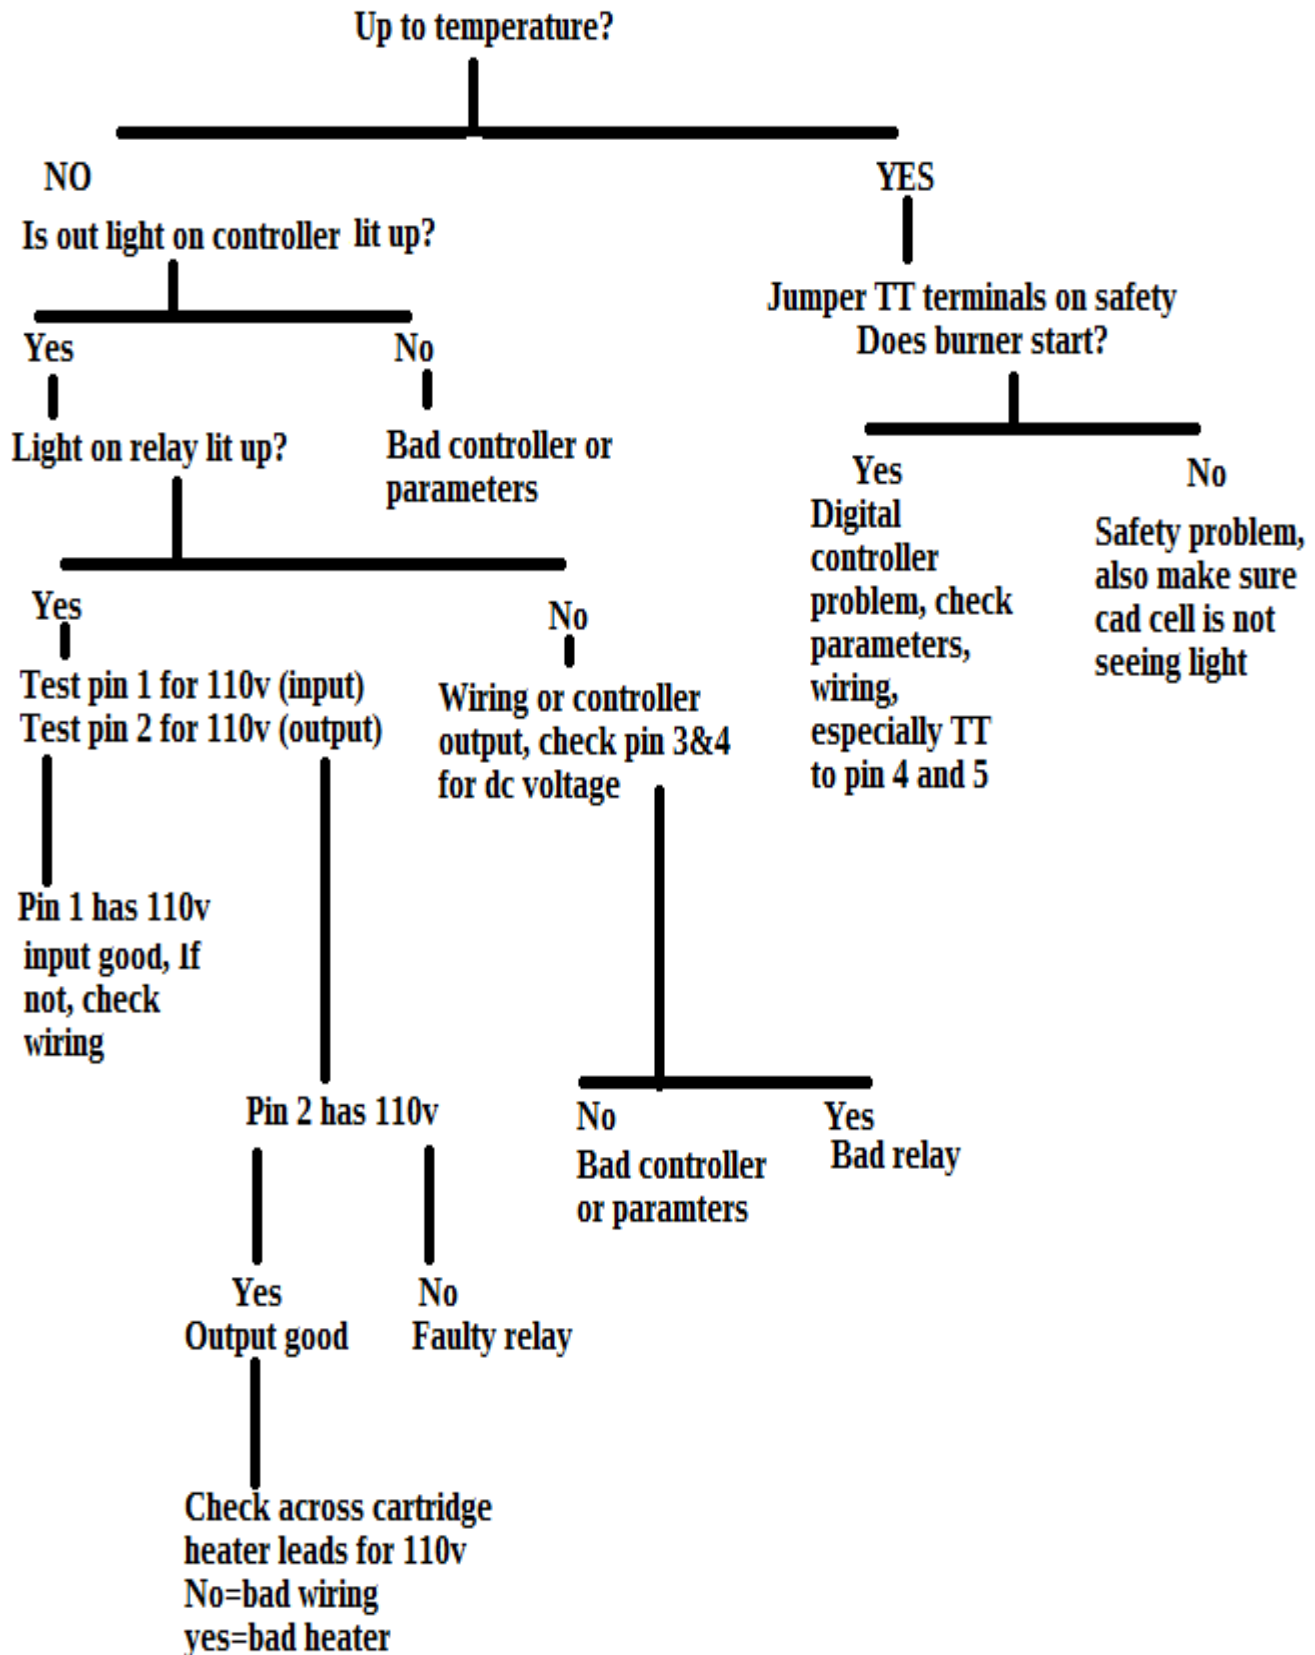 Up to temperature?
NO
YES
Is out light on controller lit up?
Jumper TT terminals on safety
Does burner start?
Yes
No
Light on relay lit up?
Bad controller or
parameters
Yes
Digital
controller
problem, check
parameters,
wiring,
especially TT
to pin 4 and 5
No
Safety problem,
also make sure
cad cell is not
seeing light
Yes
No
Test pin 1 for 110v (input)
Test pin 2 for 110v (output)
Wiring or controller
output, check pin 3&4
for dc voltage
Pin 1 has 110v
input good, If
not, check
wiring
Pin 2 has 110v
No
Bad controller
or paramters
Yes
Bad relay
Yes
Output good
No
Faulty relay
Check across cartridge
heater leads for 110v
No=bad wiring
yes=bad heater